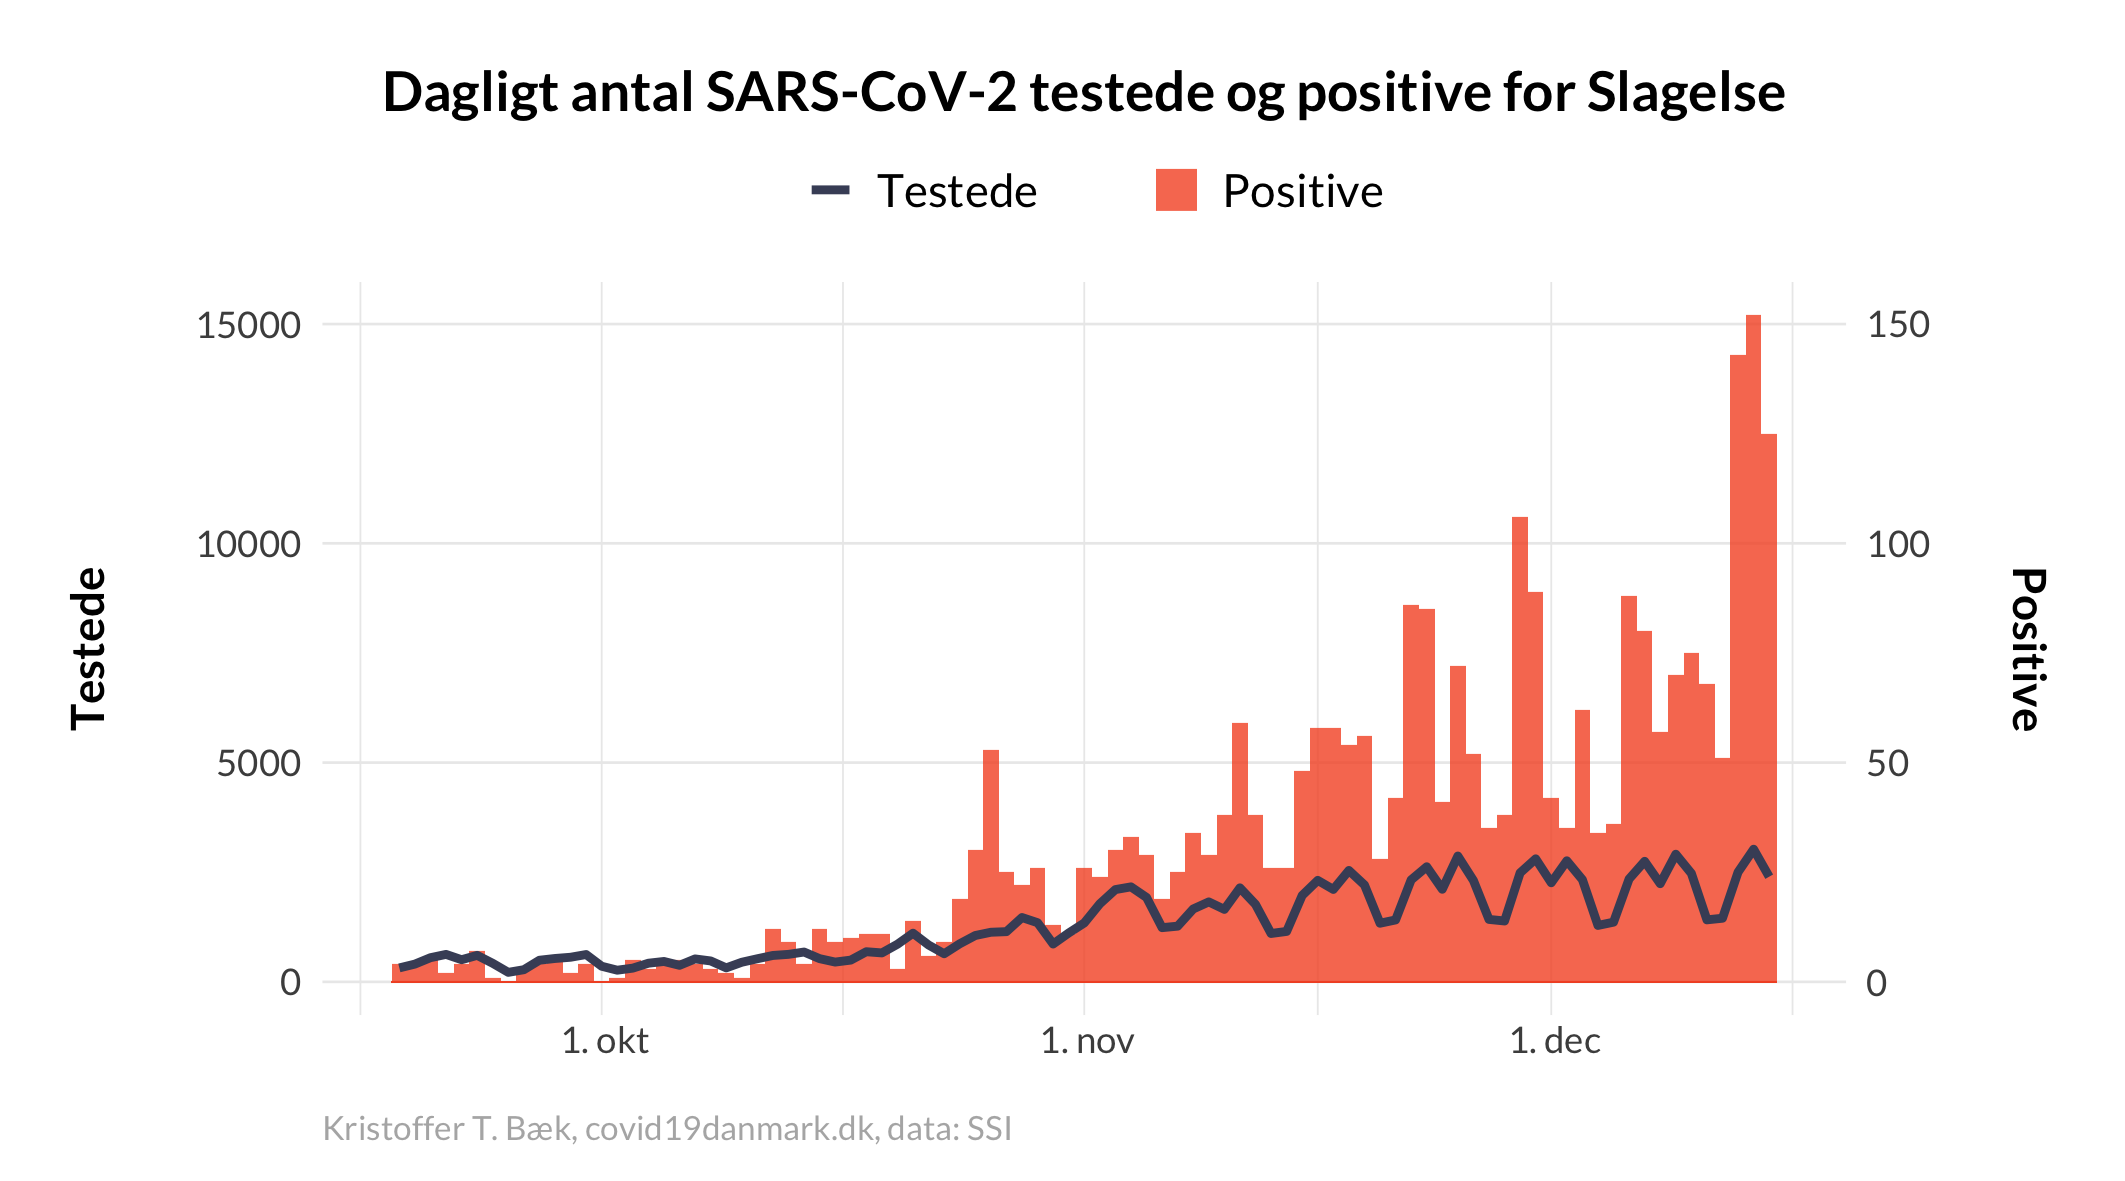 Dagligt antal SARS-CoV-2 testede og positive for Slagelse
Testede
Positive
15000
10000
5000
0
150
100
50
0
Testede
Positive
1. okt
1. nov
1. dec
Kristoffer T. Bæk, covid19danmark.dk, data: SSI